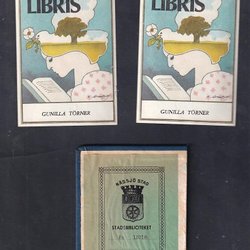 LIBRIS
GUNILLA TÖRNER
LIBRIS
GUNILLA TÖRNER
NÄSSJÖ STAD
STADSBIBLIOTEKET